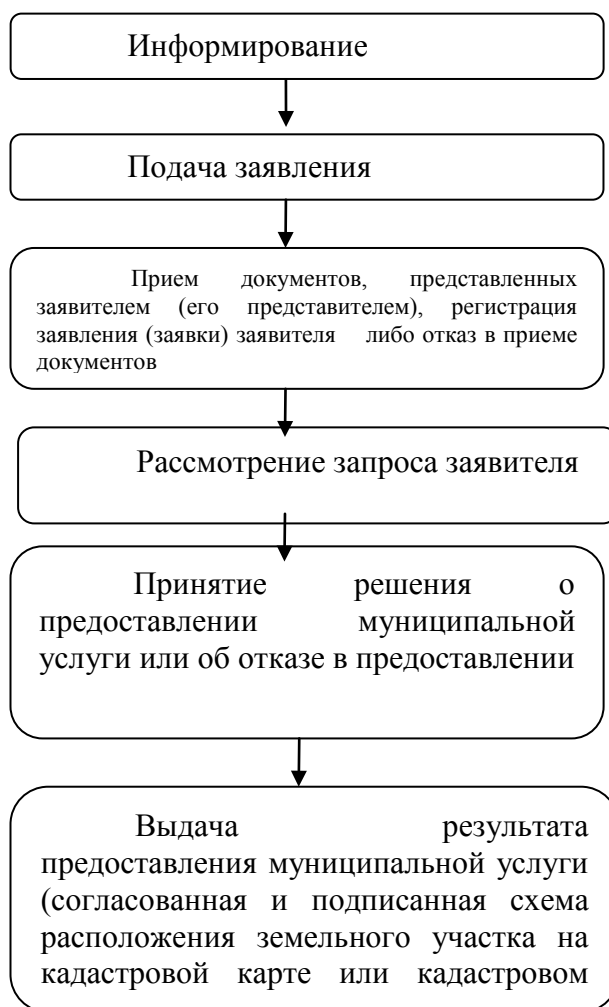 Информирование
Подача заявления
Прием документов, представленных
заявителем (его представителем), регистрация
заявления (заявки) заявителя либо отказ в приеме
документов
Рассмотрение запроса заявителя
Принятие решения о
предоставлении муниципальной
услуги или об отказе в предоставлении
Выдача результата
предоставления муниципальной услуги
(согласованная и подписанная схема
расположения земельного участка на
кадастровой карте или кадастровом